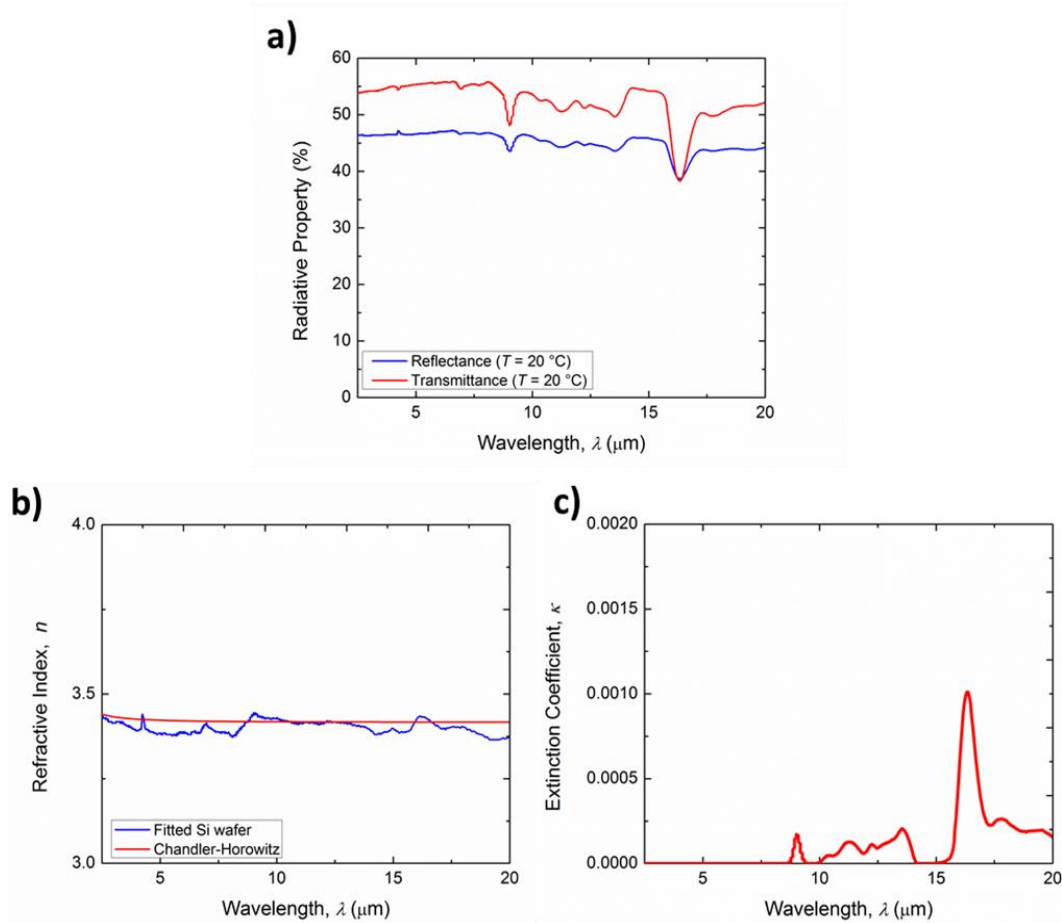 a)
60
50
40
30
20
10
0
Radiative Property (%)
Reflectance (T = 20 °C)
Transmittance (T = 20 °C)
5 10 15 20
Wavelength, λ (μm)
b)
4.0
3.5
3.0
Refractive Index, n
Fitted Si wafer
Chandler-Horowitz
5 10 15 20
Wavelength, λ (μm)
c)
0.0020
0.0015
0.0010
0.0005
0.0000
Extinction Coefficient, κ
5 10 15 20
Wavelength, λ (μm)